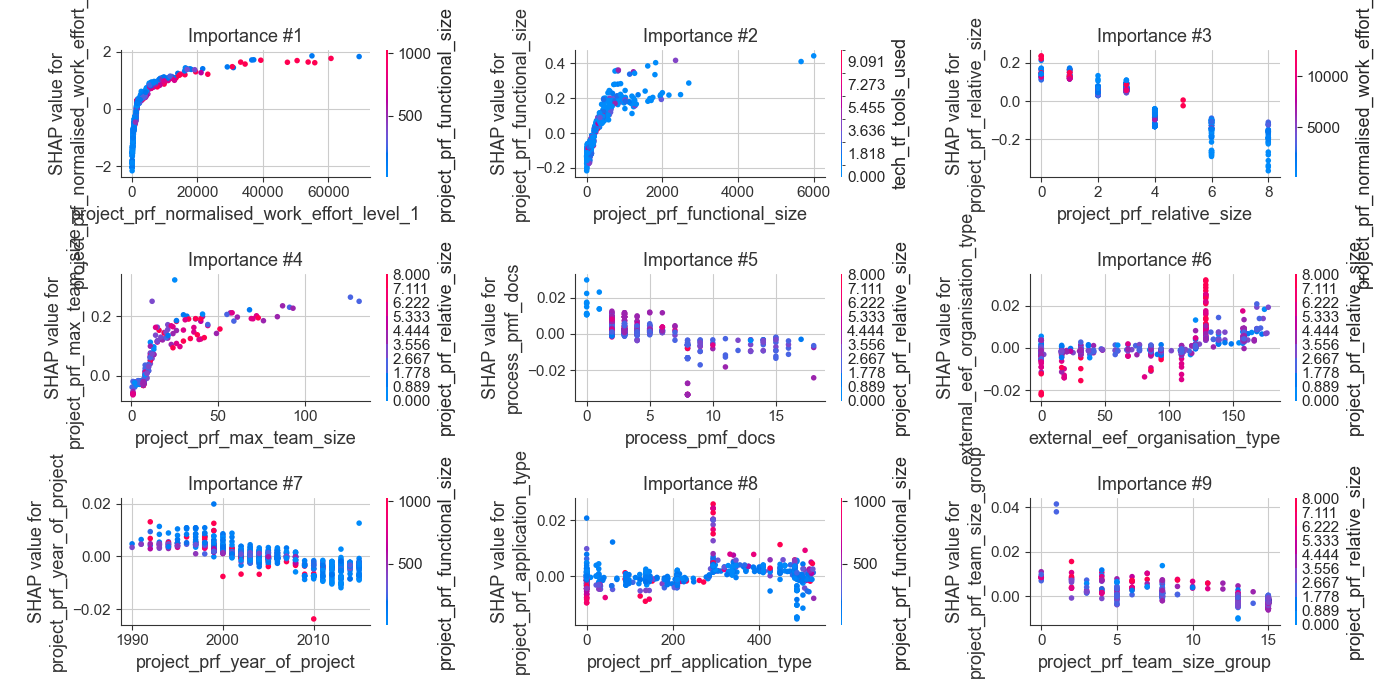 Importance #1
SHAP value for
project_prf_normalised_work_effort_
2
0
−2
0
20000
40000
60000
project_prf_normalised_work_effort_level_1
1000
500
project_prf_functional_size
Importance #2
SHAP value for
project_prf_functional_size
0.4
0.2
0.0
−0.2
0
2000
4000
6000
project_prf_functional_size
9.091
7.273
5.455
3.636
1.818
0.000
tech_tf_tools_used
Importance #3
SHAP value for
project_prf_relative_size
0.2
0.0
−0.2
0
2
4
6
8
project_prf_relative_size
10000
5000
project_prf_normalised_work_effort_
Importance #4
SHAP value for
project_prf_max_team_size
0.2
0.0
0
50
100
project_prf_max_team_size
8.000
7.111
6.222
5.333
4.444
3.556
2.667
1.778
0.889
0.000
project_prf_relative_size
Importance #5
SHAP value for
process_pmf_docs
0.02
0.00
−0.02
0
5
10
15
process_pmf_docs
8.000
7.111
6.222
5.333
4.444
3.556
2.667
1.778
0.889
0.000
project_prf_relative_size
Importance #6
SHAP value for
external_eef_organisation_type
0.02
0.00
−0.02
0
50
100
150
external_eef_organisation_type
8.000
7.111
6.222
5.333
4.444
3.556
2.667
1.778
0.889
0.000
project_prf_relative_size
Importance #7
SHAP value for
project_prf_year_of_project
0.02
0.00
−0.02
1990
2000
2010
project_prf_year_of_project
1000
500
project_prf_functional_size
Importance #8
SHAP value for
project_prf_application_type
0.02
0.00
0
200
400
project_prf_application_type
1000
500
project_prf_functional_size
Importance #9
SHAP value for
project_prf_team_size_group
0.04
0.02
0.00
0
5
10
15
project_prf_team_size_group
8.000
7.111
6.222
5.333
4.444
3.556
2.667
1.778
0.889
0.000
project_prf_relative_size